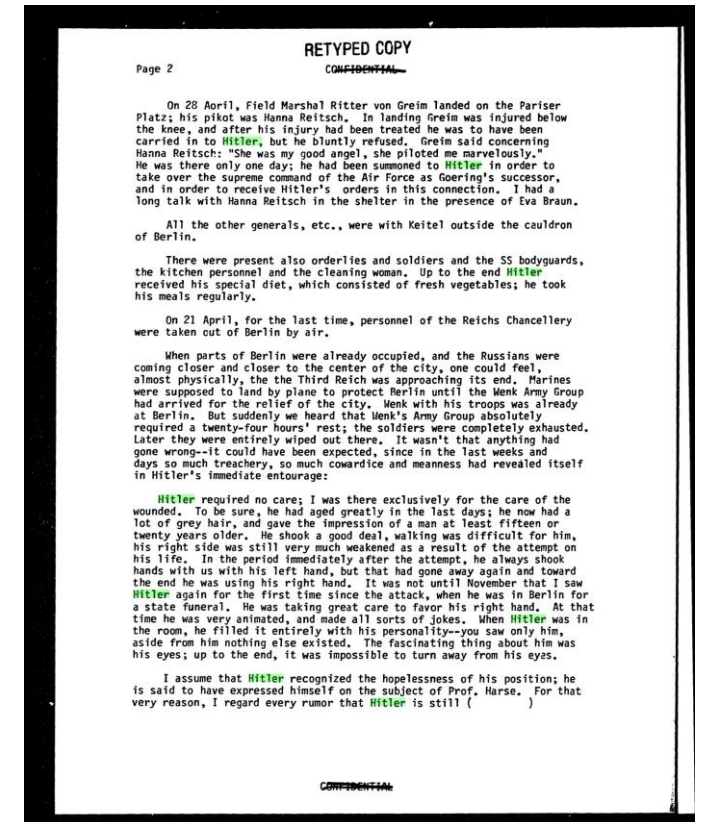 RETYPED COPY
Page 2
CONFIDENTIAL
On 28 Aoril, Field Marshal Ritter von Greim landed on the Pariser
Platz; his pikot was Hanna Reitsch. In landing Greim was injured below
the knee, and after his injury had been treated he was to have been
carried in to Hitler, but he bluntly refused. Greim said concerning
Hanna Reitsch: "She was my good angel, she piloted me marvelously."
He was there only one day; he had been summoned to Hitler in order to
take over the supreme command of the Air Force as Goering's successor,
and in order to receive Hitler's orders in this connection. I had a
long talk with Hanna Reitsch in the shelter in the presence of Eva Braun.
All the other generals, etc., were with Keitel outside the cauldron
of Berlin.
There were present also orderlies and soldiers and the SS bodyguards,
the kitchen personnel and the cleaning woman. Up to the end Hitler
received his special diet, which consisted of fresh vegetables; he took
his meals regularly.
On 21 April, for the last time, personnel of the Reichs Chancellery
were taken out of Berlin by air.
When parts of Berlin were already occupied, and the Russians were
coming closer and closer to the center of the city, one could feel,
almost physically, the the Third Reich was approaching its end. Marines
were supposed to land by plane to protect Berlin until the Wenk Army Group
had arrived for the relief of the city. Wenk with his troops was already
at Berlin. But suddenly we heard that Wenk's Army Group absolutely
required a twenty-four hours' rest; the soldiers were completely exhausted.
Later they were entirely wiped out there. It wasn't that anything had
gone wrong--it could have been expected, since in the last weeks and
days so much treachery, so much cowardice and meanness had revealed itself
in Hitler's immediate entourage:
Hitler required no care; I was there exclusively for the care of the
wounded. To be sure, he had aged greatly in the last days; he now had a
lot of grey hair, and gave the impression of a man at least fifteen or
twenty years older. He shook a good deal, walking was difficult for him,
his right side was still very much weakened as a result of the attempt on
his life. In the period immediately after the attempt, he always shook
hands with us with his left hand, but that had gone away again and toward
the end he was using his right hand. It was not until November that I saw
Hitler again for the first time since the attack, when he was in Berlin for
a state funeral. He was taking great care to favor his right hand. At that
time he was very animated, and made all sorts of jokes. When Hitler was in
the room, he filled it entirely with his personality--you saw only him,
aside from him nothing else existed. The fascinating thing about him was
his eyes; up to the end, it was impossible to turn away from his eyes.
I assume that Hitler recognized the hopelessness of his position; he
is said to have expressed himself on the subject of Prof. Harse. For that
very reason, I regard every rumor that Hitler is still ( )
CONFIDENTIAL